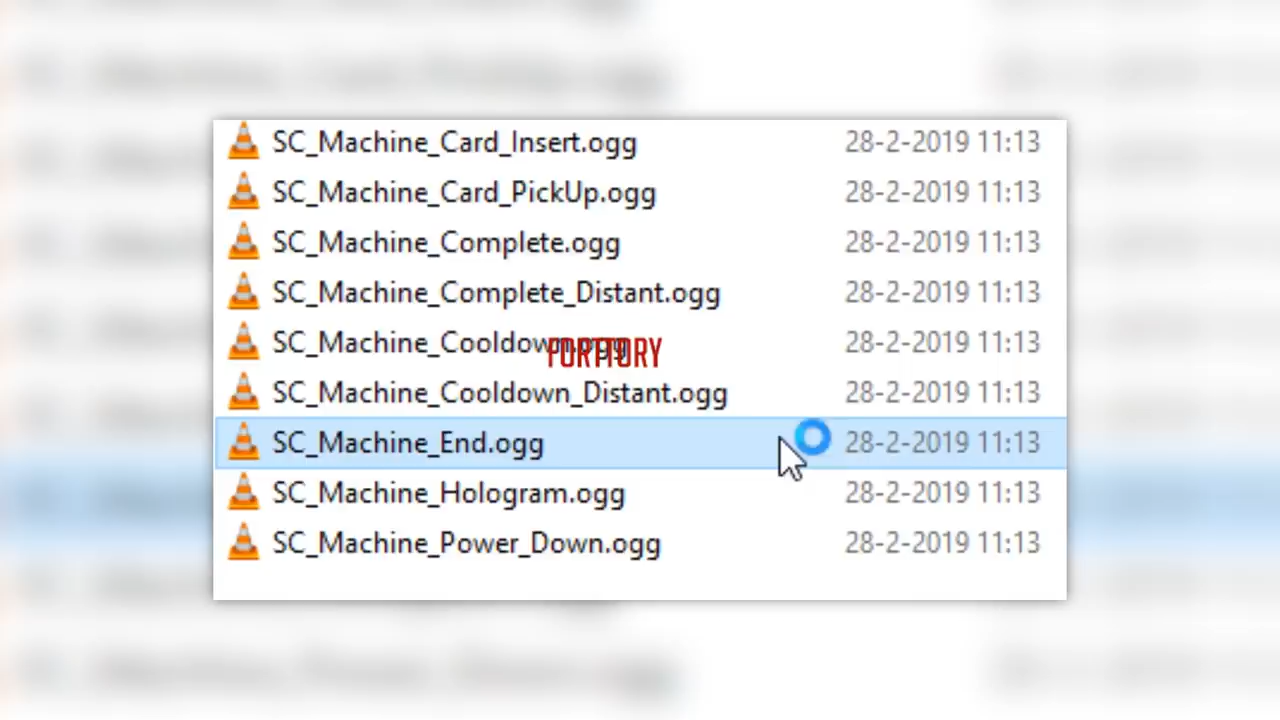 SC_Machine_Card_Insert.ogg 28-2-2019 11:13
SC_Machine_Card_PickUp.ogg 28-2-2019 11:13
SC_Machine_Complete.ogg 28-2-2019 11:13
SC_Machine_Complete_Distant.ogg 28-2-2019 11:13
SC_Machine_Cooldown.ogg 28-2-2019 11:13
FORTTORY
SC_Machine_Cooldown_Distant.ogg 28-2-2019 11:13
SC_Machine_End.ogg 28-2-2019 11:13
SC_Machine_Hologram.ogg 28-2-2019 11:13
SC_Machine_Power_Down.ogg 28-2-2019 11:13